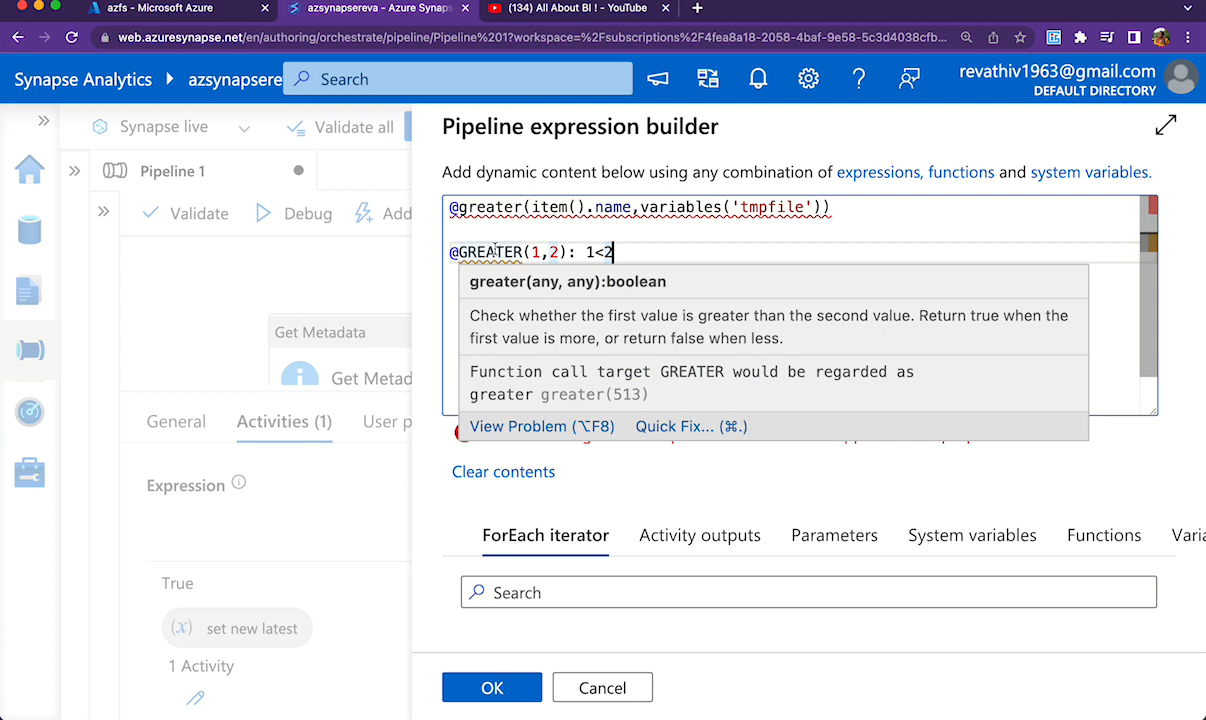 azfs - Microsoft Azure
azsynapsereva - Azure Synaps
(134) All About BI ! - YouTube
web.azuresynapse.net/en/authoring/orchestrate/pipeline/Pipeline%201?workspace=%2Fsubscriptions%2F4fea8a18-2058-4baf-9e58-5c3d4038cfb...
Synapse Analytics
azsynapsere
Search
revathiv1963@gmail.com
DEFAULT DIRECTORY
Synapse live
Validate all
Pipeline 1
Validate
Debug
Add
Get Metadata
Get Metad
General
Activities (1)
User p
Expression
True
set new latest
1 Activity
Pipeline expression builder
Add dynamic content below using any combination of expressions, functions and system variables.
@greater(item().name,variables('tmpfile'))
@GREATER(1,2): 1<2
greater(any, any):boolean
Check whether the first value is greater than the second value. Return true when the
first value is more, or return false when less.
Function call target GREATER would be regarded as
greater greater(513)
View Problem (⌥F8) Quick Fix... (⌘.)
Clear contents
ForEach iterator
Activity outputs
Parameters
System variables
Functions
Varia
Search
OK
Cancel